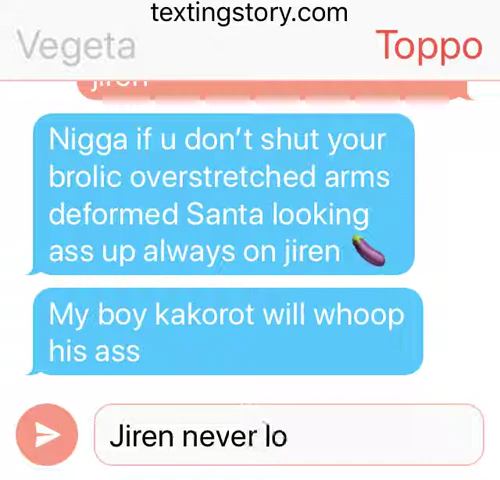 textingstory.com
Vegeta Toppo
jiren
Nigga if u don't shut your
brolic overstretched arms
deformed Santa looking
ass up always on jiren 🍆
My boy kakorot will whoop
his ass
Jiren never lo